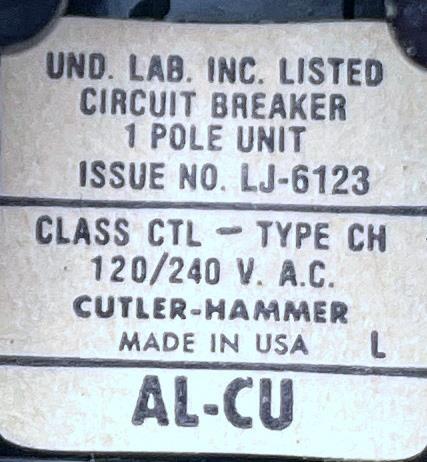 UND. LAB. INC. LISTED
CIRCUIT BREAKER
1 POLE UNIT
ISSUE NO. LJ-6123
CLASS CTL - TYPE CH
120/240 V. A.C.
CUTLER-HAMMER
MADE IN USA L
AL-CU